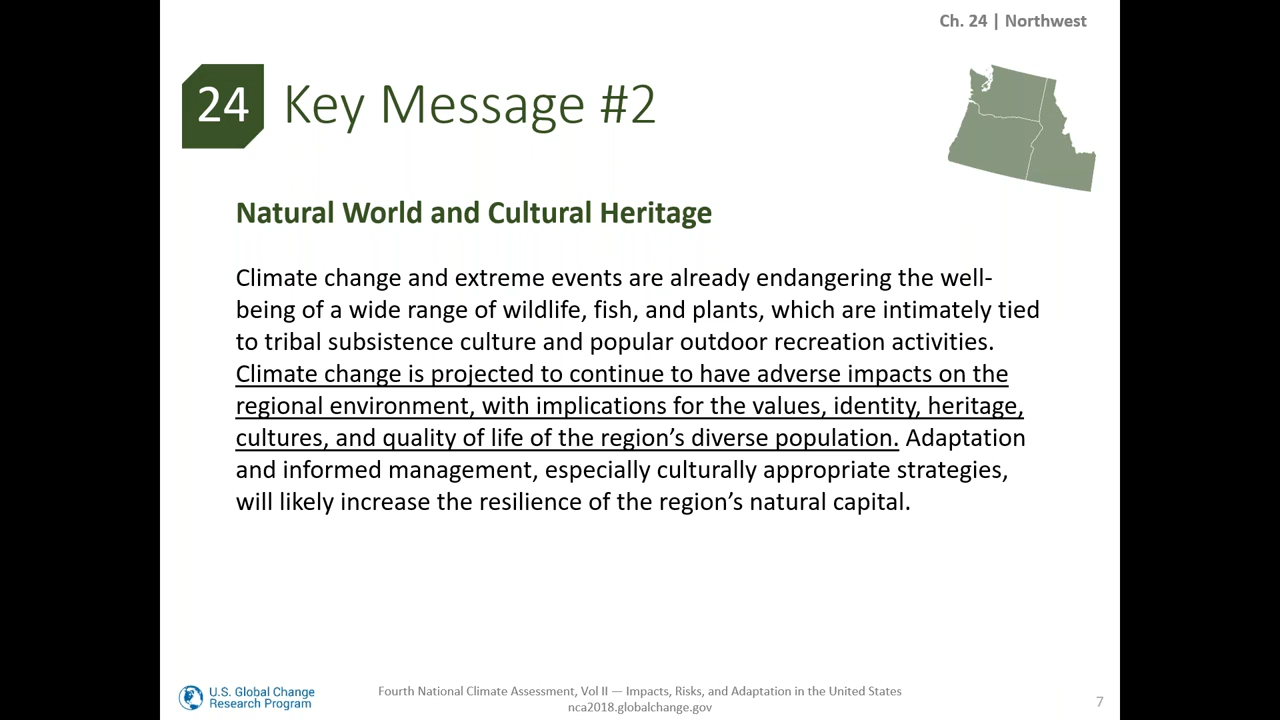 Ch. 24 | Northwest
24 Key Message #2
Natural World and Cultural Heritage
Climate change and extreme events are already endangering the well-
being of a wide range of wildlife, fish, and plants, which are intimately tied
to tribal subsistence culture and popular outdoor recreation activities.
Climate change is projected to continue to have adverse impacts on the
regional environment, with implications for the values, identity, heritage,
cultures, and quality of life of the region’s diverse population. Adaptation
and informed management, especially culturally appropriate strategies,
will likely increase the resilience of the region’s natural capital.
U.S. Global Change
Research Program
Fourth National Climate Assessment, Vol II — Impacts, Risks, and Adaptation in the United States
nca2018.globalchange.gov
7